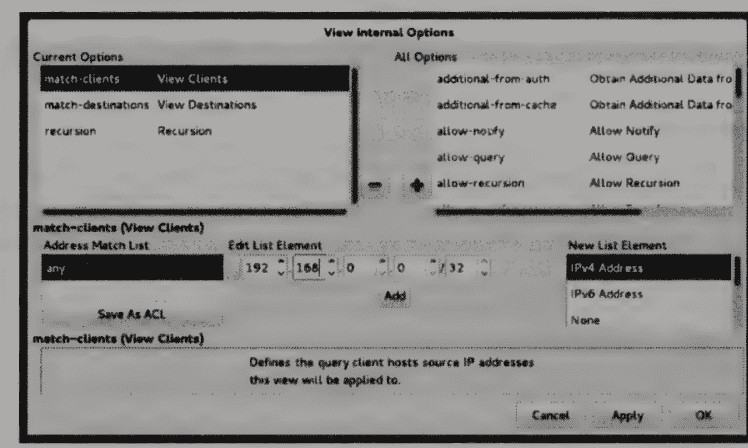 View Internal Options
Current Options
All Options
match-clients View Clients
match-destinations View Destinations
recursion Recursion
additional-from-auth Obtain Additional Data fro
additional-from-cache Obtain Additional Data fro
allow-notify Allow Notify
allow-query Allow Query
allow-recursion Allow Recursion
match-clients (View Clients)
Address Match List
Edit List Element
New List Element
any
192 168 0 0 / 32
IPv4 Address
IPv6 Address
None
Add
Save As ACL
match-clients (View Clients)
Defines the query client hosts source IP addresses
this view will be applied to.
Cancel Apply OK